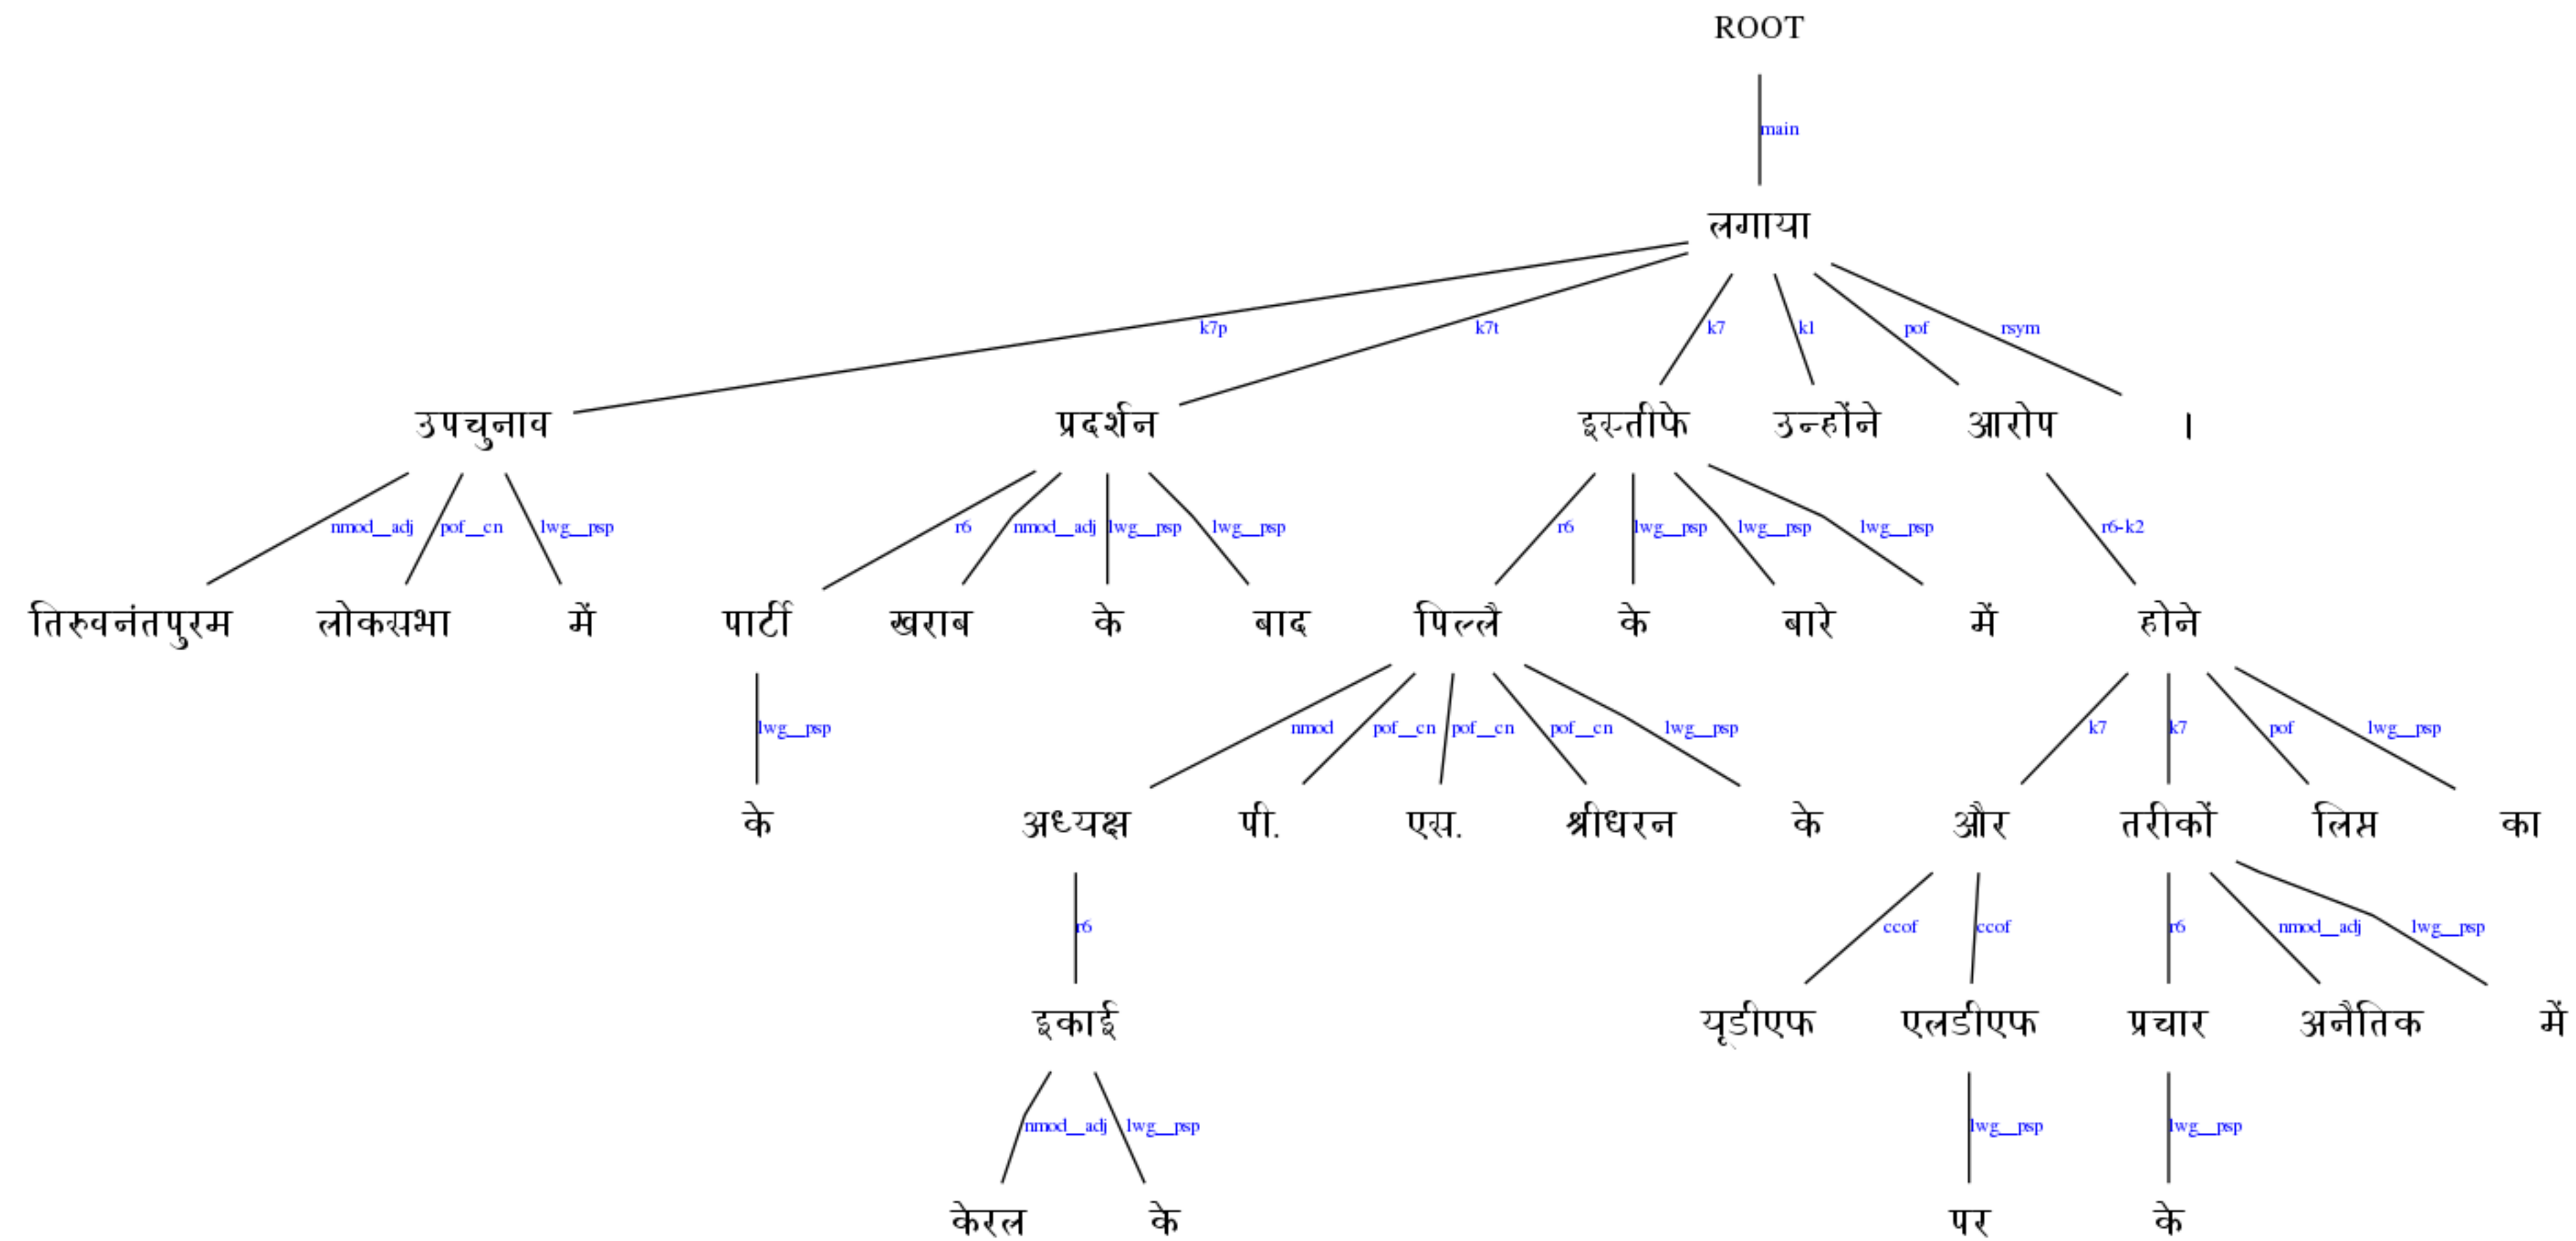 ROOT
main
लगाया
k7p k7t k7 k1 pof rsym
उपचुनाव प्रदर्शन इस्तीफे उन्होंने आरोप ।
nmod__adj pof__cn lwg__psp r6 nmod__adj lwg__psp lwg__psp r6 lwg__psp lwg__psp lwg__psp r6-k2
तिरुवनंतपुरम लोकसभा में पार्टी खराब के बाद पिल्लै के बारे में होने
lwg__psp nmod pof__cn pof__cn pof__cn lwg__psp k7 k7 pof lwg__psp
के अध्यक्ष पी. एस. श्रीधरन के और तरीकों लिप्त का
r6 ccof ccof r6 nmod__adj lwg__psp
इकाई यूडीएफ एलडीएफ प्रचार अनैतिक में
nmod__adj lwg__psp lwg__psp lwg__psp
केरल के पर के